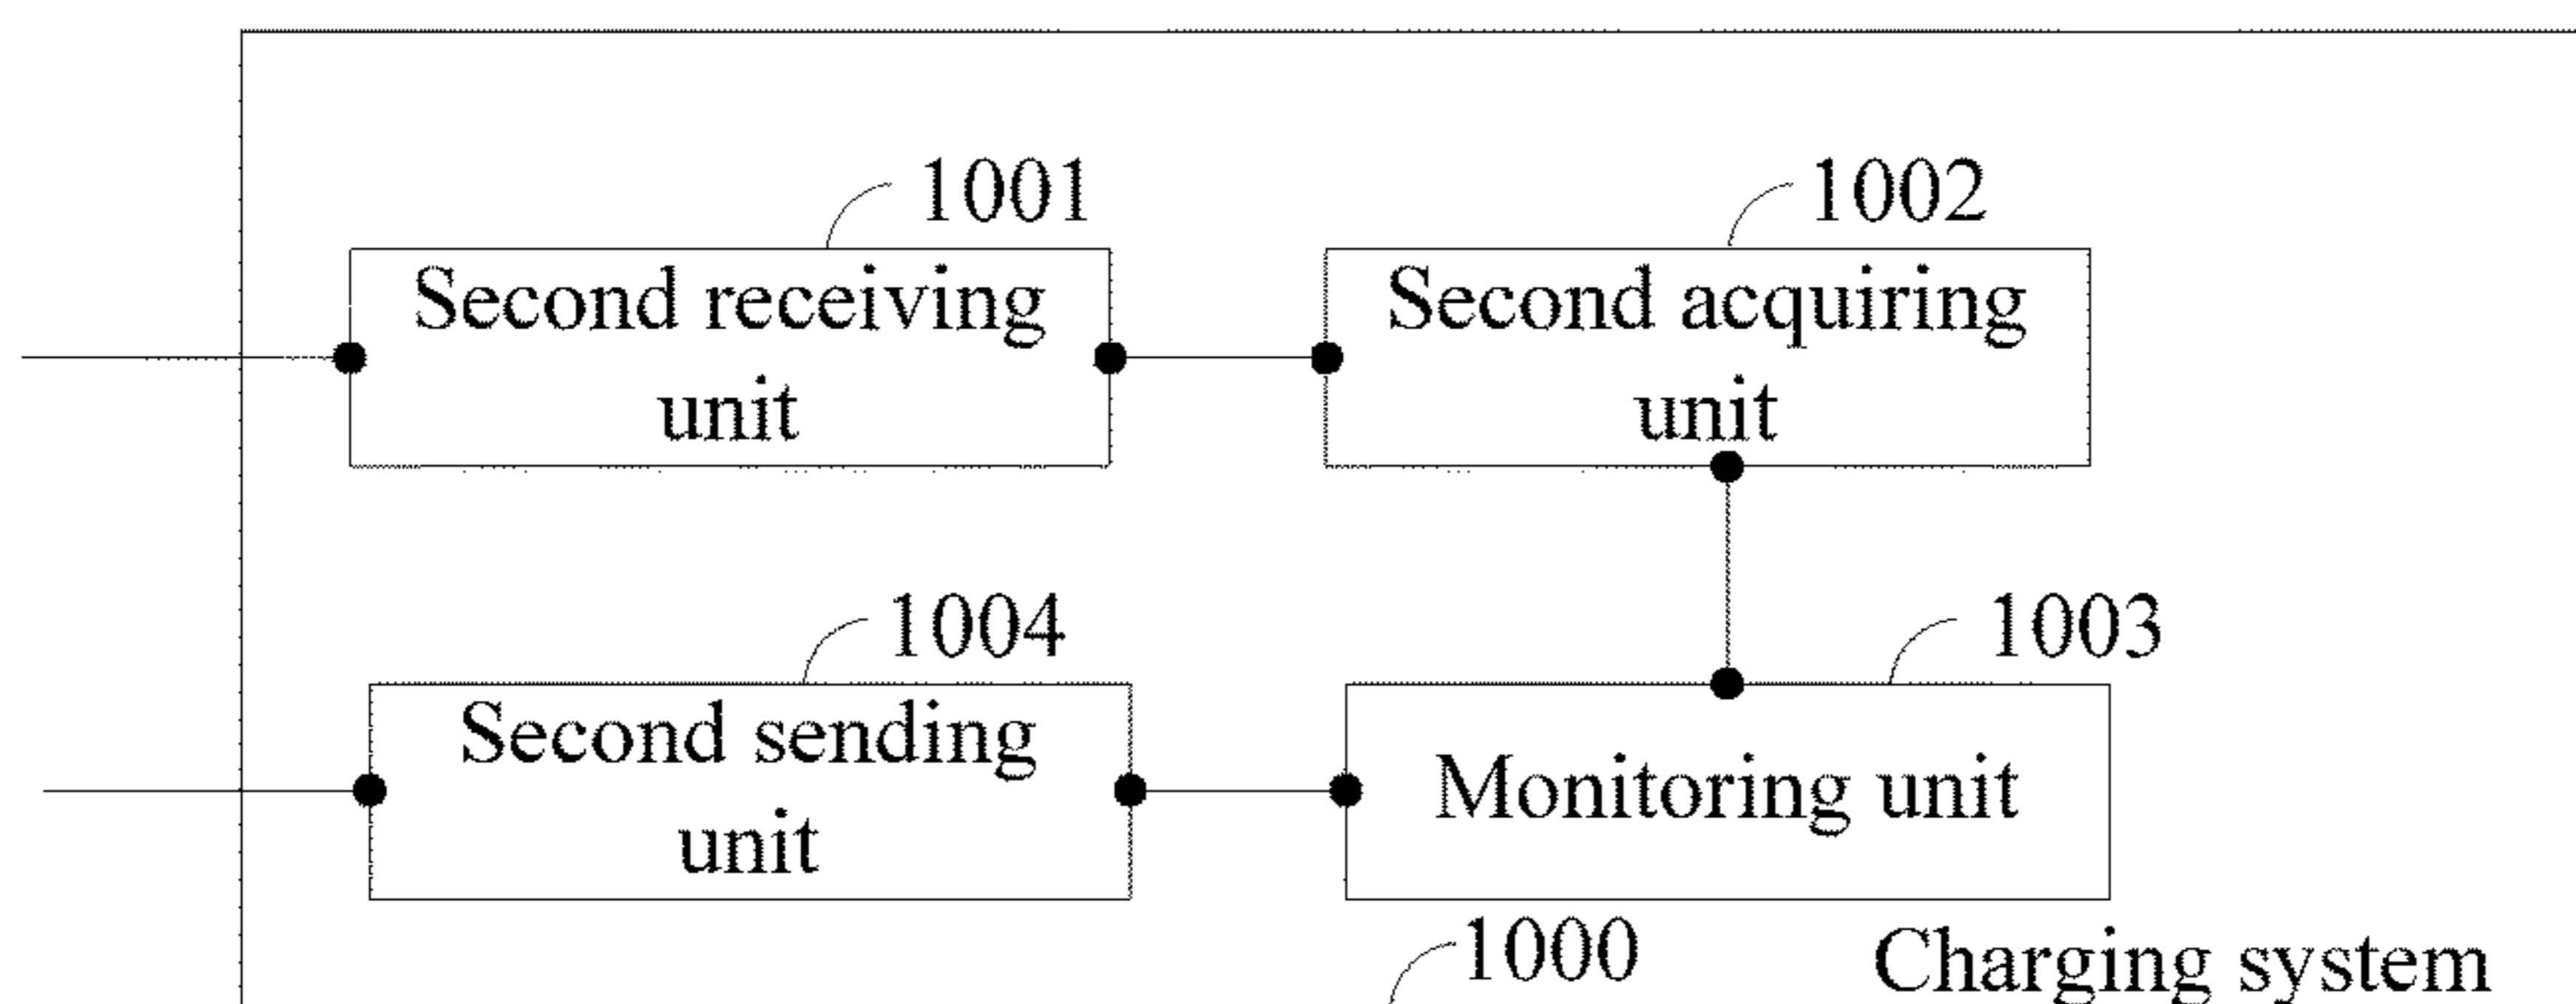 1001
Second receiving
unit
1002
Second acquiring
unit
1004
Second sending
unit
1003
Monitoring unit
1000
Charging system